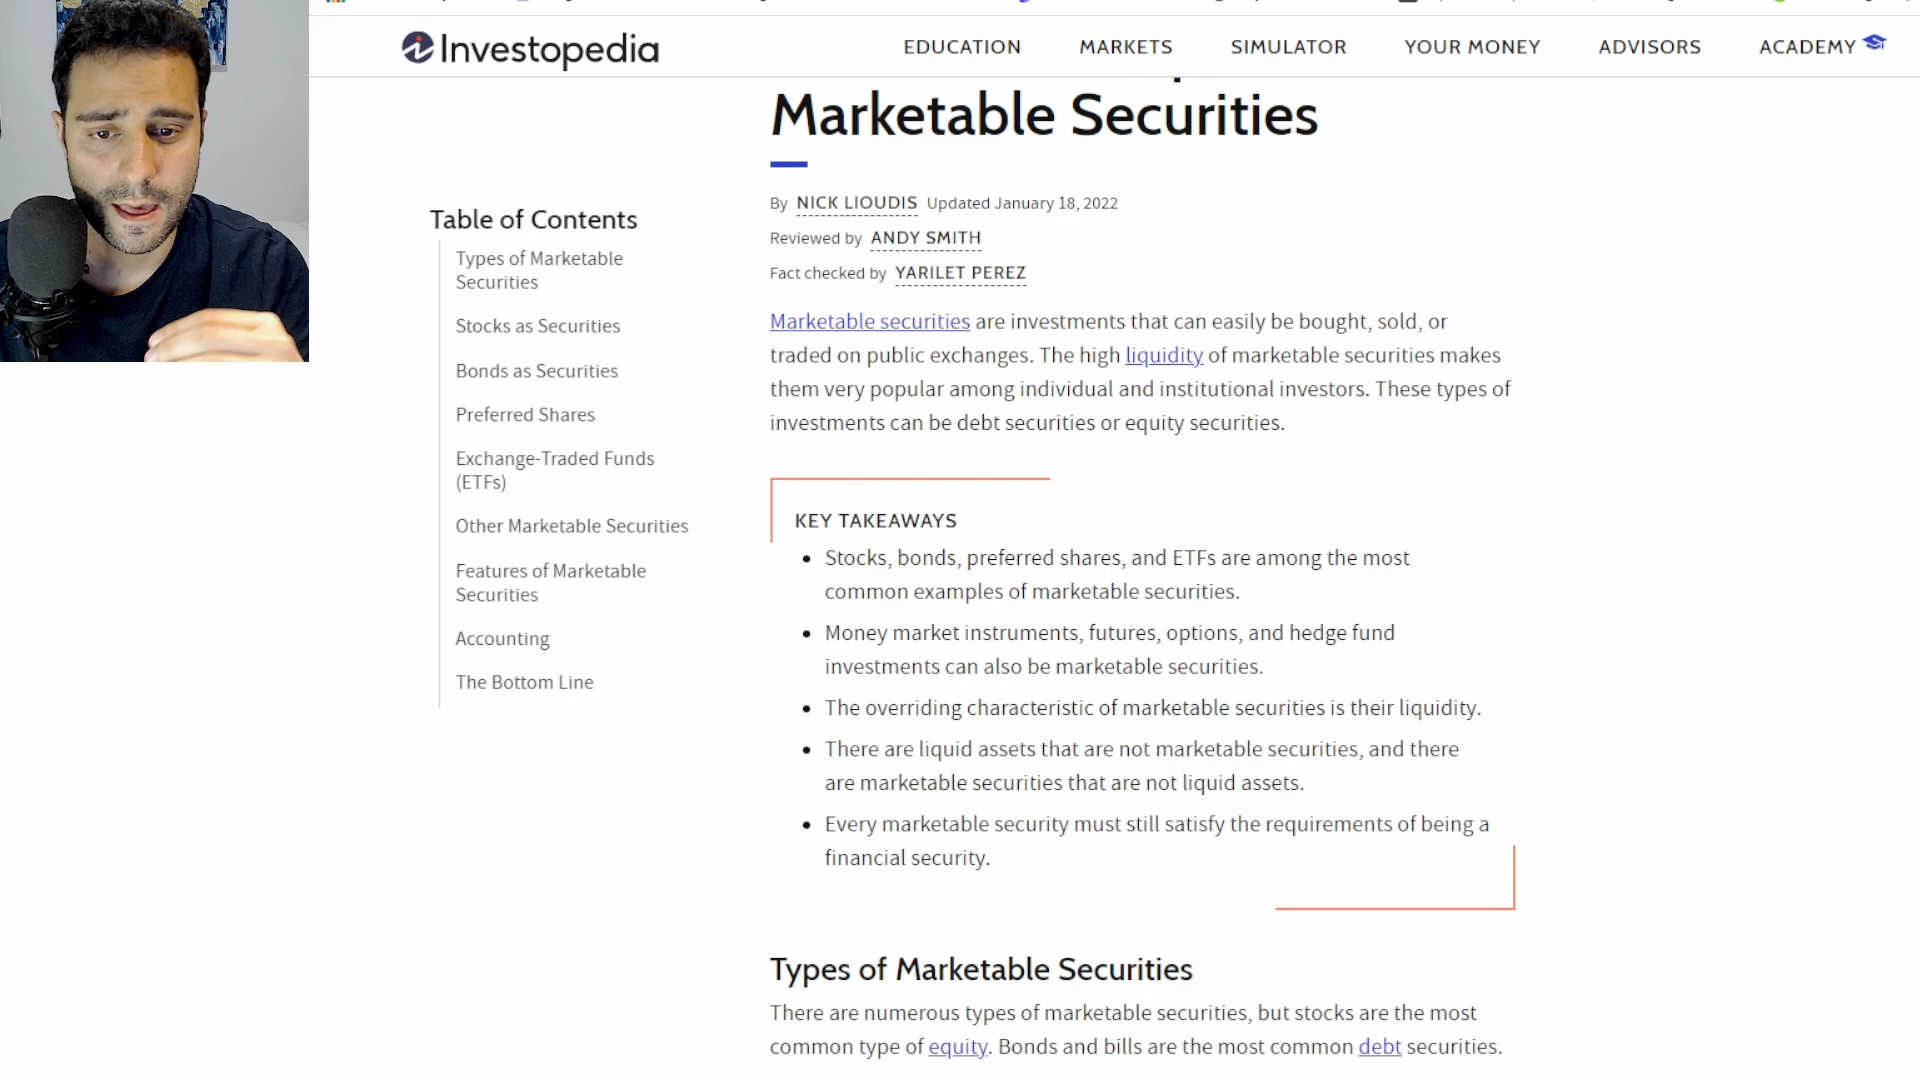 Investopedia
EDUCATION
MARKETS
SIMULATOR
YOUR MONEY
ADVISORS
ACADEMY
Marketable Securities
By NICK LIOUDIS Updated January 18, 2022
Reviewed by ANDY SMITH
Fact checked by YARILET PEREZ
Table of Contents
Types of Marketable
Securities
Stocks as Securities
Bonds as Securities
Preferred Shares
Exchange-Traded Funds
(ETFs)
Other Marketable Securities
Features of Marketable
Securities
Accounting
The Bottom Line
Marketable securities are investments that can easily be bought, sold, or
traded on public exchanges. The high liquidity of marketable securities makes
them very popular among individual and institutional investors. These types of
investments can be debt securities or equity securities.
KEY TAKEAWAYS
• Stocks, bonds, preferred shares, and ETFs are among the most
common examples of marketable securities.
• Money market instruments, futures, options, and hedge fund
investments can also be marketable securities.
• The overriding characteristic of marketable securities is their liquidity.
• There are liquid assets that are not marketable securities, and there
are marketable securities that are not liquid assets.
• Every marketable security must still satisfy the requirements of being a
financial security.
Types of Marketable Securities
There are numerous types of marketable securities, but stocks are the most
common type of equity. Bonds and bills are the most common debt securities.